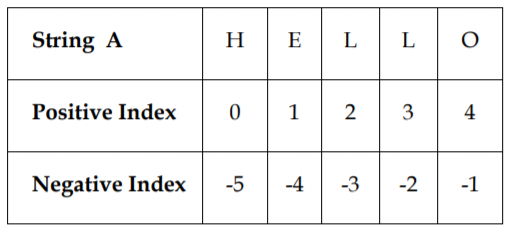 String A H E L L O
Positive Index 0 1 2 3 4
Negative Index -5 -4 -3 -2 -1